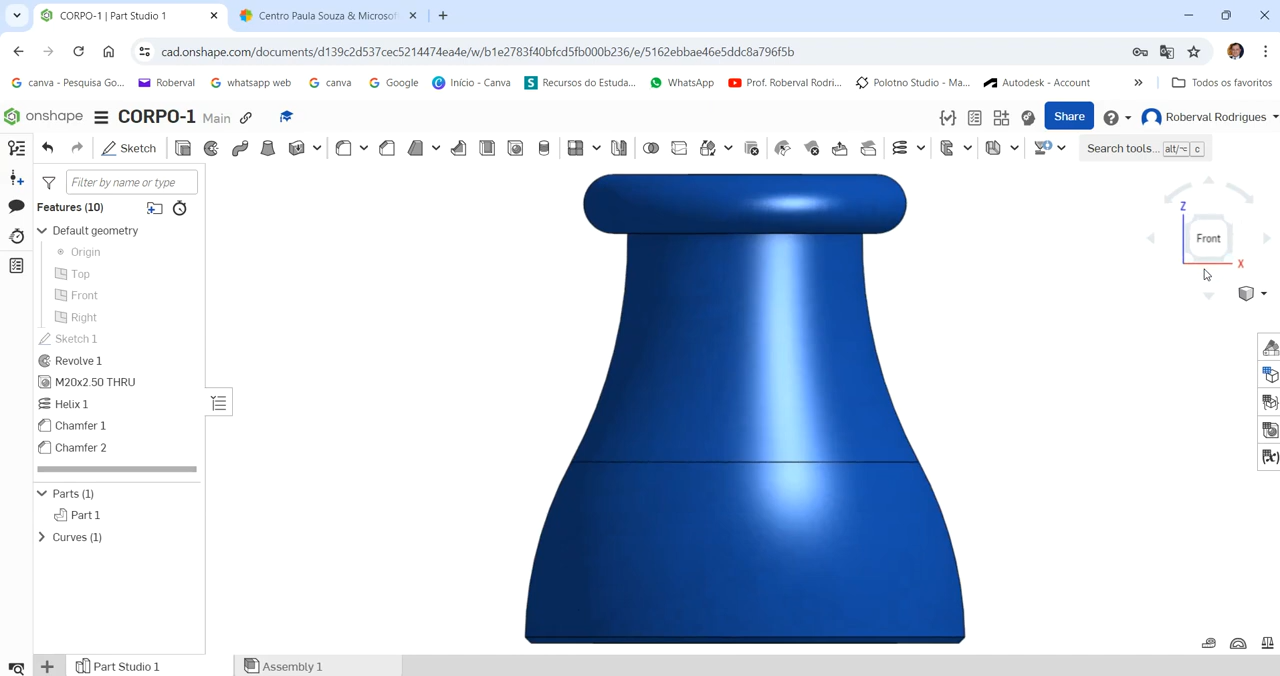 CORPO-1 | Part Studio 1
Centro Paula Souza & Microsof
cad.onshape.com/documents/d139c2d537cec5214474ea4e/w/b1e2783f40bfcd5fb000b236/e/5162ebbae46e5ddc8a796f5b
canva - Pesquisa Go... Roberval whatsapp web canva Google Início - Canva Recursos do Estuda... WhatsApp Prof. Roberval Rodri... Polotno Studio - Ma... Autodesk - Account » Todos os favoritos
onshape CORPO-1 Main Share Roberval Rodrigues
Sketch Search tools... alt/⌥ c
Filter by name or type
Features (10)
Default geometry
Origin
Top
Front
Right
Sketch 1
Revolve 1
M20x2.50 THRU
Helix 1
Chamfer 1
Chamfer 2
Parts (1)
Part 1
Curves (1)
Z
Front
X
Part Studio 1 Assembly 1